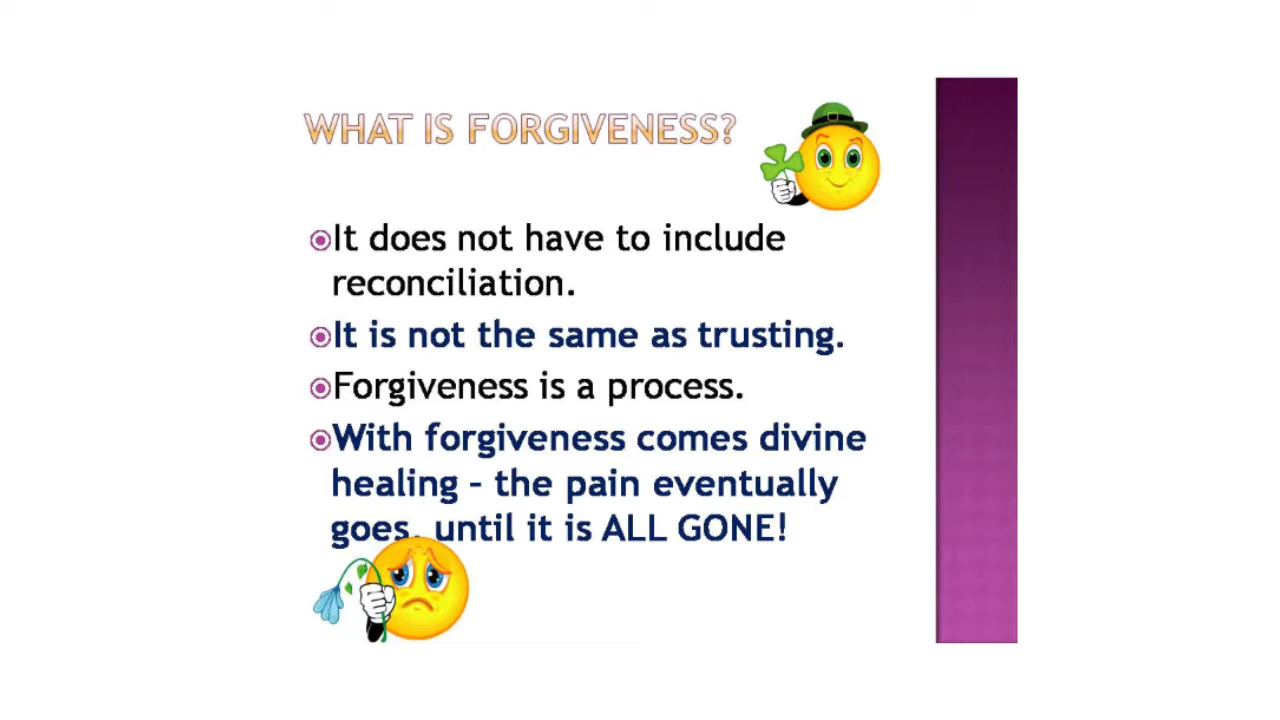 WHAT IS FORGIVENESS?
It does not have to include
reconciliation.
It is not the same as trusting.
Forgiveness is a process.
With forgiveness comes divine
healing – the pain eventually
goes, until it is ALL GONE!